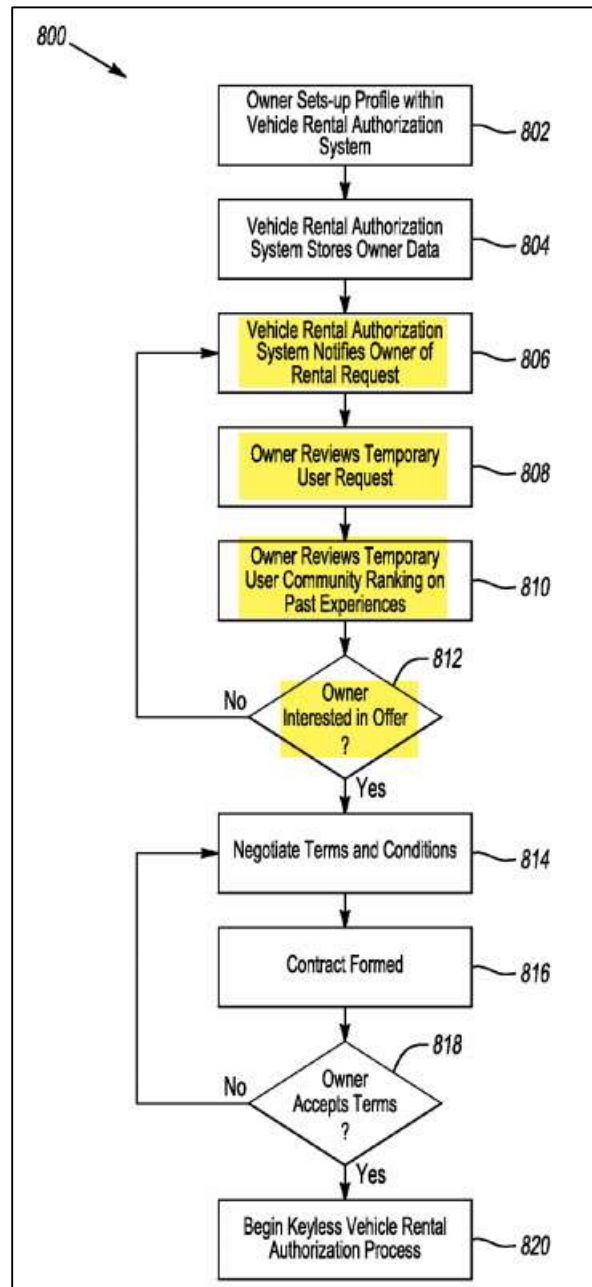 800
Owner Sets-up Profile within
Vehicle Rental Authorization
System
802
Vehicle Rental Authorization
System Stores Owner Data
804
Vehicle Rental Authorization
System Notifies Owner of
Rental Request
806
Owner Reviews Temporary
User Request
808
Owner Reviews Temporary
User Community Ranking on
Past Experiences
810
812
No
Owner
Interested in Offer
?
Yes
Negotiate Terms and Conditions
814
Contract Formed
816
818
No
Owner
Accepts Terms
?
Yes
Begin Keyless Vehicle Rental
Authorization Process
820